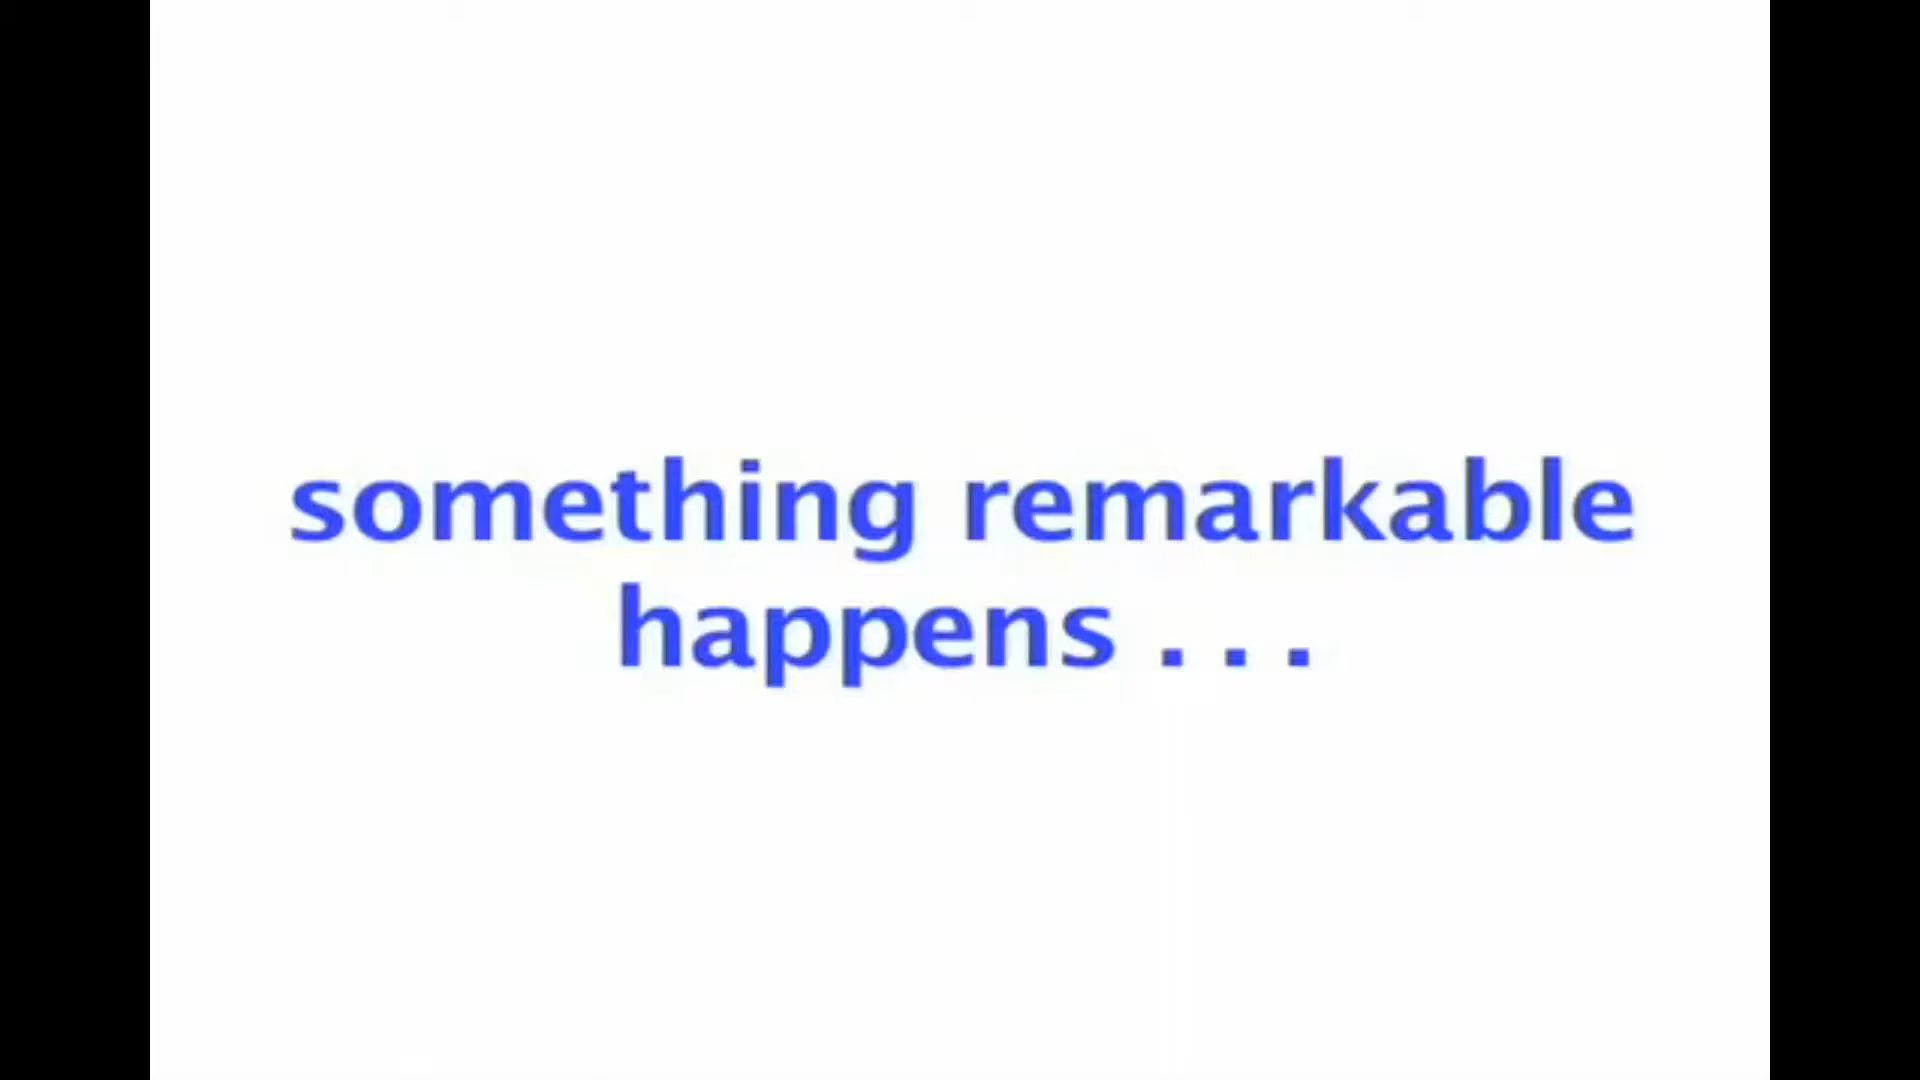 something remarkable
happens . . .